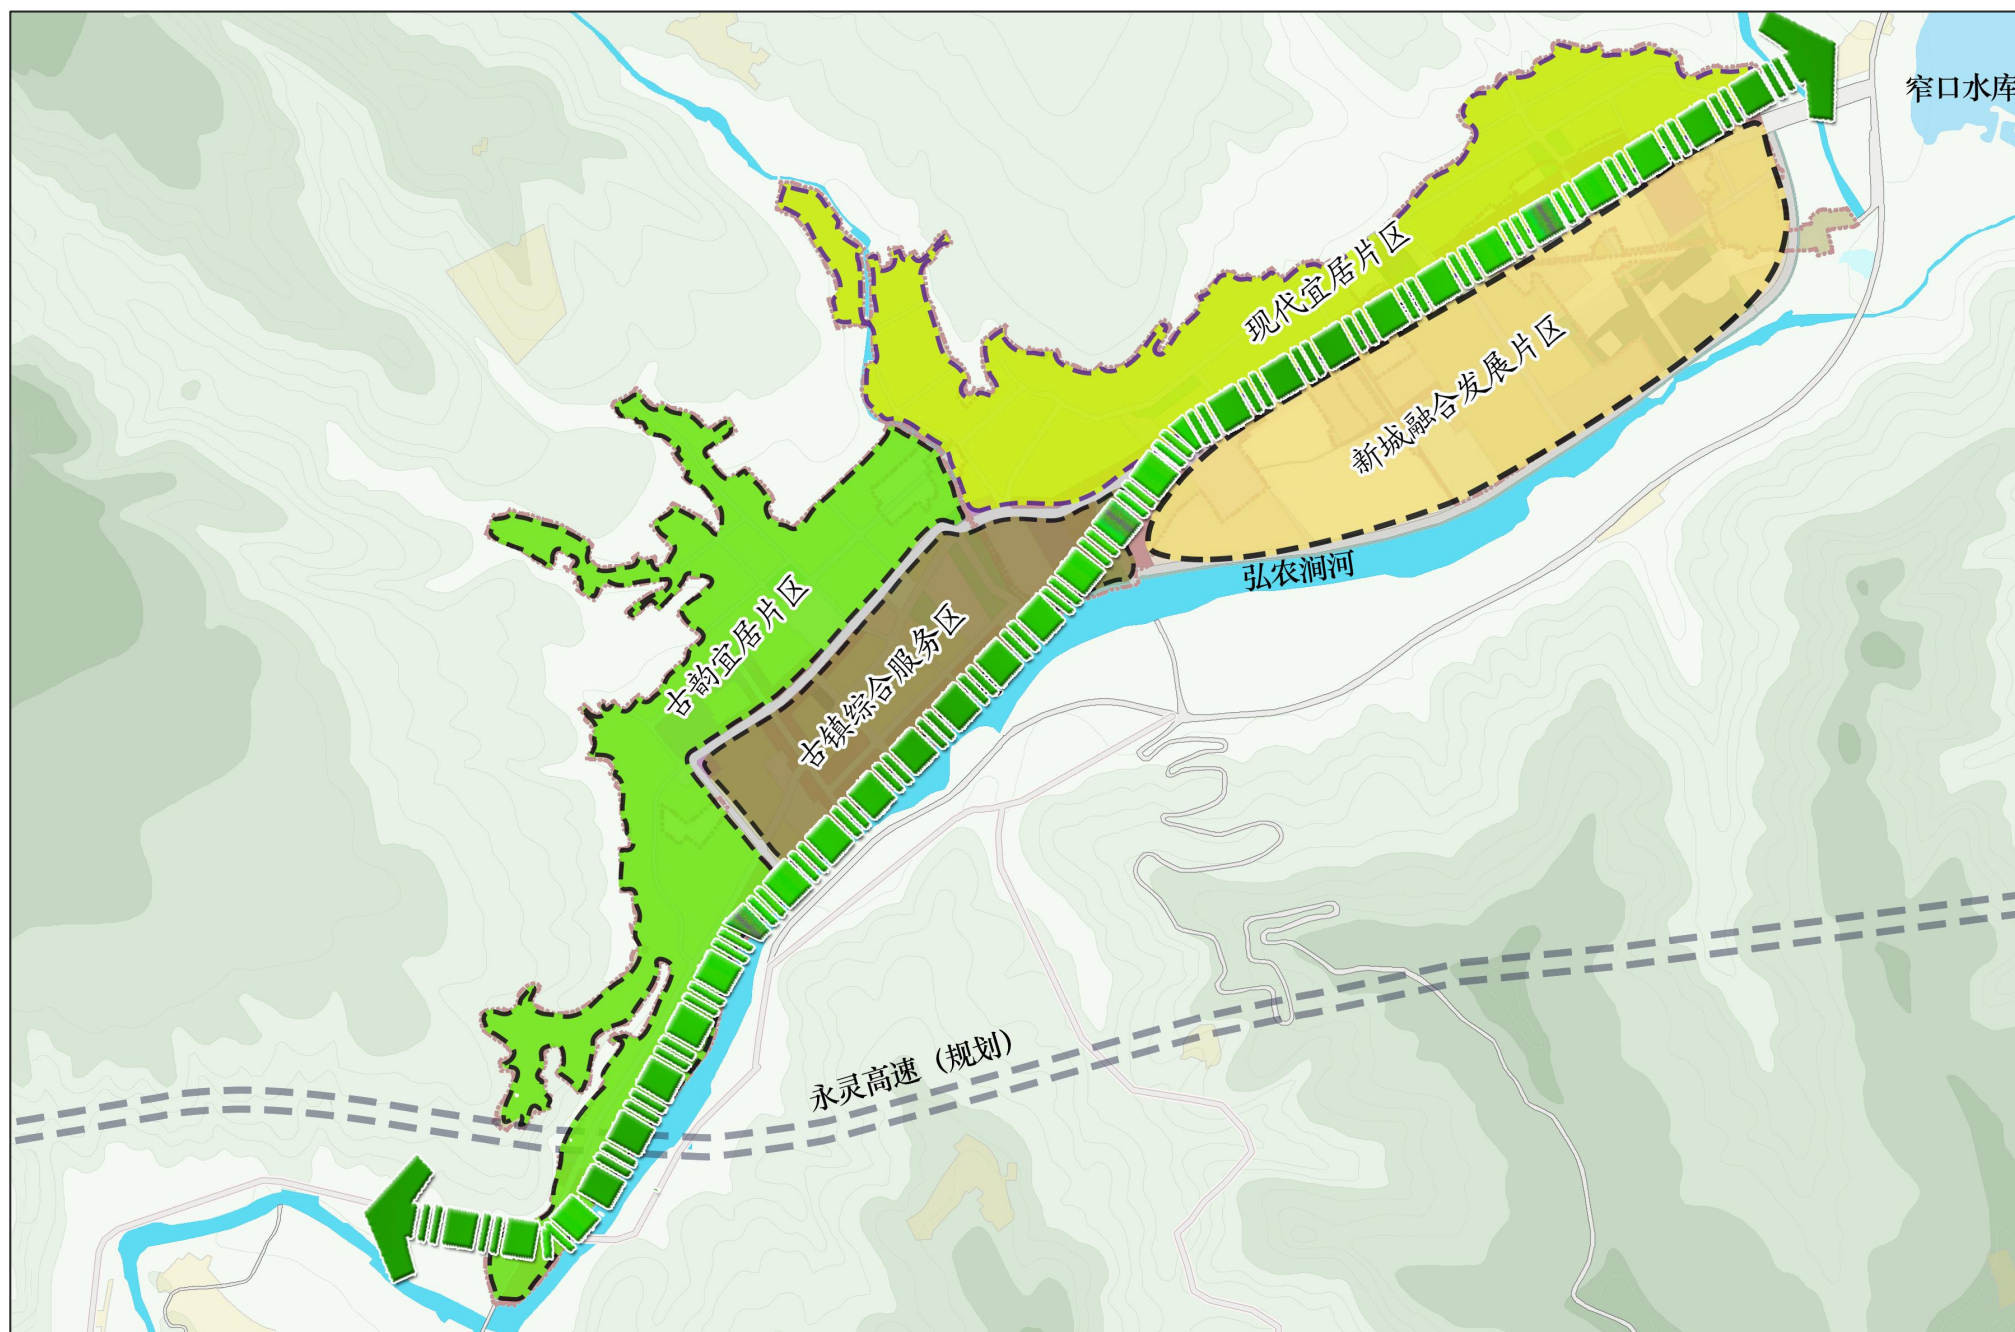 窄口水库
现代宜居片区
新城融合发展片区
弘农涧河
古韵宜居片区
古镇综合服务区
永灵高速（规划）